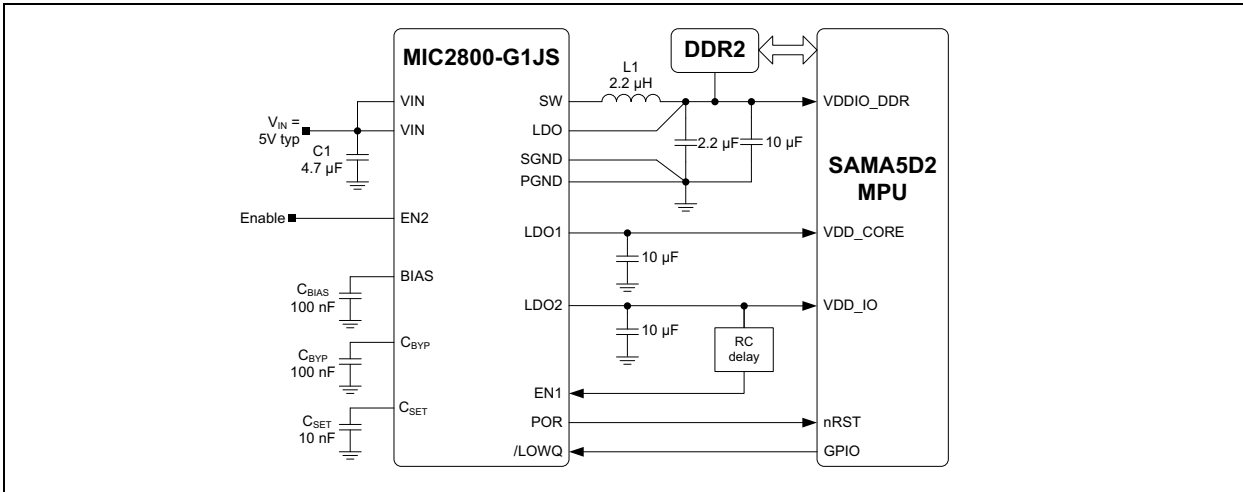 MIC2800-G1JS
VIN
VIN
V_IN =
5V typ
C1
4.7 µF
Enable
EN2
BIAS
C_BIAS
100 nF
C_BYP
C_BYP
100 nF
C_SET
C_SET
10 nF
SW
LDO
SGND
PGND
LDO1
LDO2
EN1
POR
/LOWQ
L1
2.2 µH
DDR2
2.2 µF
10 µF
10 µF
10 µF
RC
delay
VDDIO_DDR
SAMA5D2
MPU
VDD_CORE
VDD_IO
nRST
GPIO